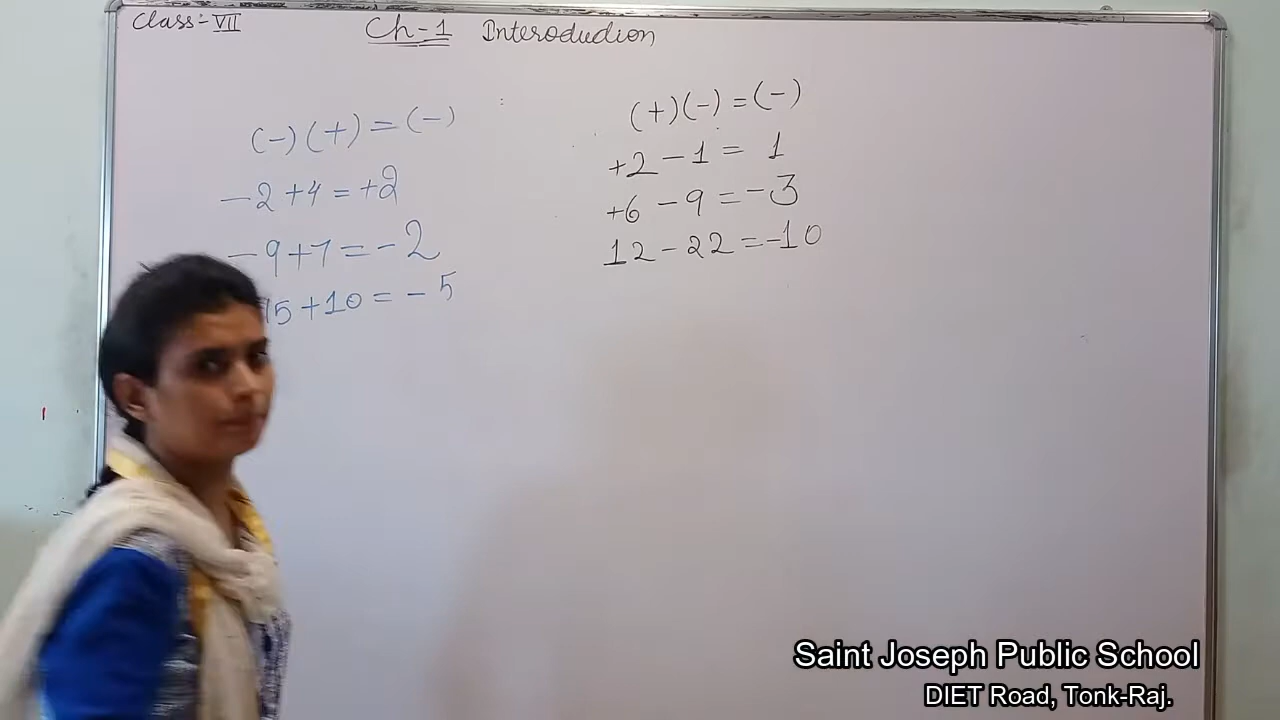 Class:- VII
Ch-1 Interodudion
(-)(+) = (-)
-2+4=+2
-9+7=-2
15+10=-5
(+)(-)=(-)
+2-1=1
+6-9=-3
12-22=-10
Saint Joseph Public School
DIET Road, Tonk-Raj.